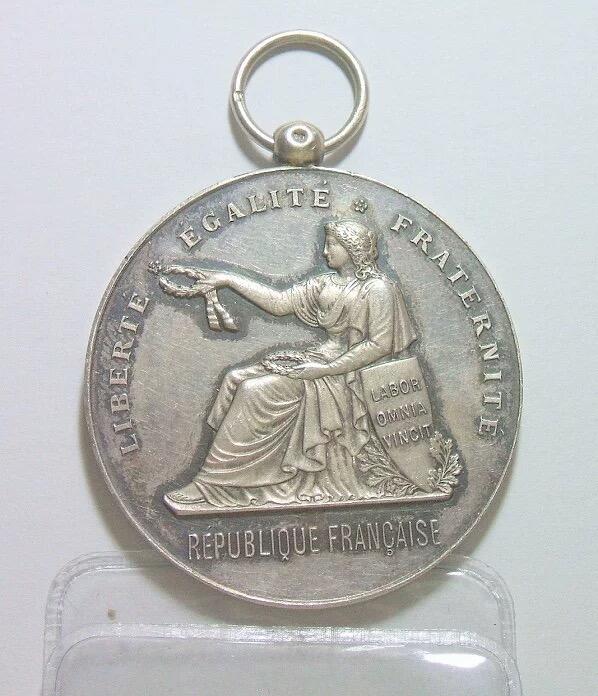 LIBERTÉ ÉGALITÉ * FRATERNITÉ
LABOR
OMNIA
VINCIT
RÉPUBLIQUE FRANÇAISE